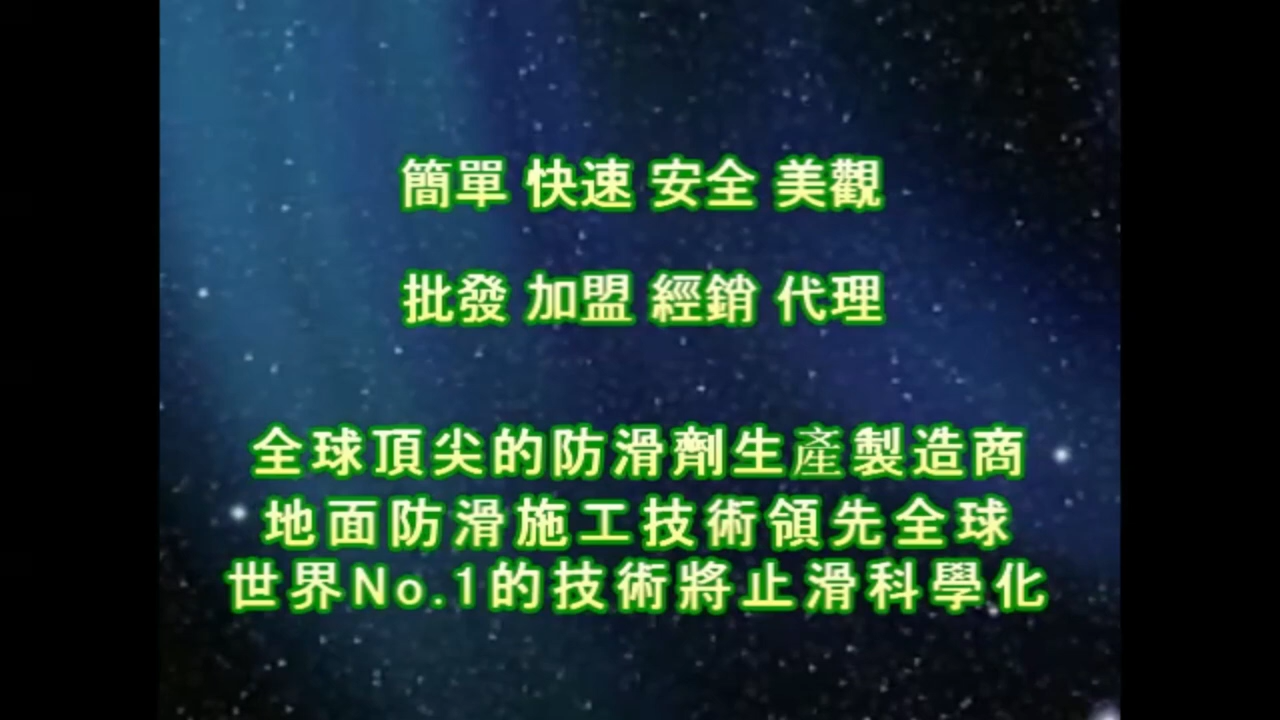 簡單 快速 安全 美觀
批發 加盟 經銷 代理
全球頂尖的防滑劑生產製造商
地面防滑施工技術領先全球
世界No.1的技術將止滑科學化